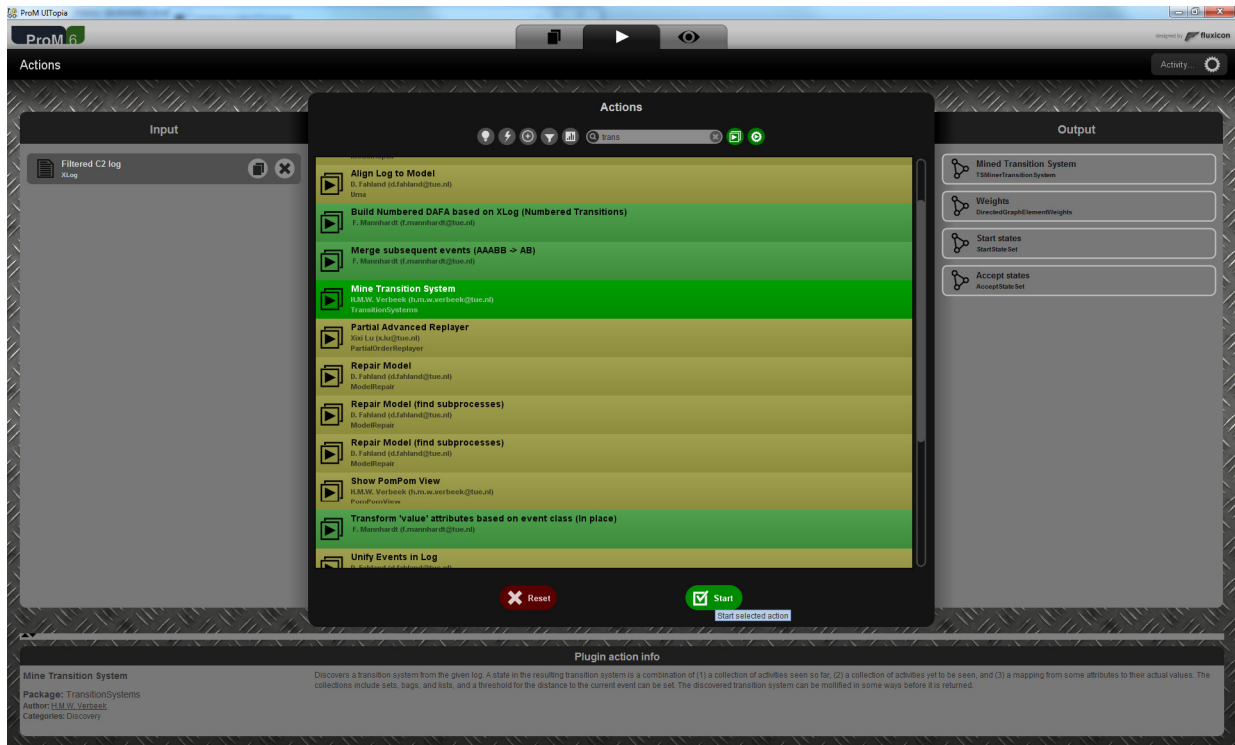 ProM UITopia
ProM 6
designed by fluxicon
Actions
Activity...
Input
Filtered C2 log
XLog
Actions
trans
Align Log to Model
D. Fahland (d.fahland@tue.nl)
Uma
Build Numbered DAFA based on XLog (Numbered Transitions)
F. Mannhardt (f.mannhardt@tue.nl)
Merge subsequent events (AAABB -> AB)
F. Mannhardt (f.mannhardt@tue.nl)
Mine Transition System
H.M.W. Verbeek (h.m.w.verbeek@tue.nl)
TransitionSystems
Partial Advanced Replayer
Xixi Lu (x.lu@tue.nl)
PartialOrderReplayer
Repair Model
D. Fahland (d.fahland@tue.nl)
ModelRepair
Repair Model (find subprocesses)
D. Fahland (d.fahland@tue.nl)
ModelRepair
Repair Model (find subprocesses)
D. Fahland (d.fahland@tue.nl)
ModelRepair
Show PomPom View
H.M.W. Verbeek (h.m.w.verbeek@tue.nl)
PomPomView
Transform 'value' attributes based on event class (In place)
F. Mannhardt (f.mannhardt@tue.nl)
Unify Events in Log
Reset
Start
Start selected action
Output
Mined Transition System
TSMinerTransitionSystem
Weights
DirectedGraphElementWeights
Start states
StartStateSet
Accept states
AcceptStateSet
Plugin action info
Mine Transition System
Package: TransitionSystems
Author: H.M.W. Verbeek
Categories: Discovery
Discovers a transition system from the given log. A state in the resulting transition system is a combination of (1) a collection of activities seen so far, (2) a collection of activities yet to be seen, and (3) a mapping from some attributes to their actual values. The
collections include sets, bags, and lists, and a threshold for the distance to the current event can be set. The discovered transition system can be mollified in some ways before it is returned.